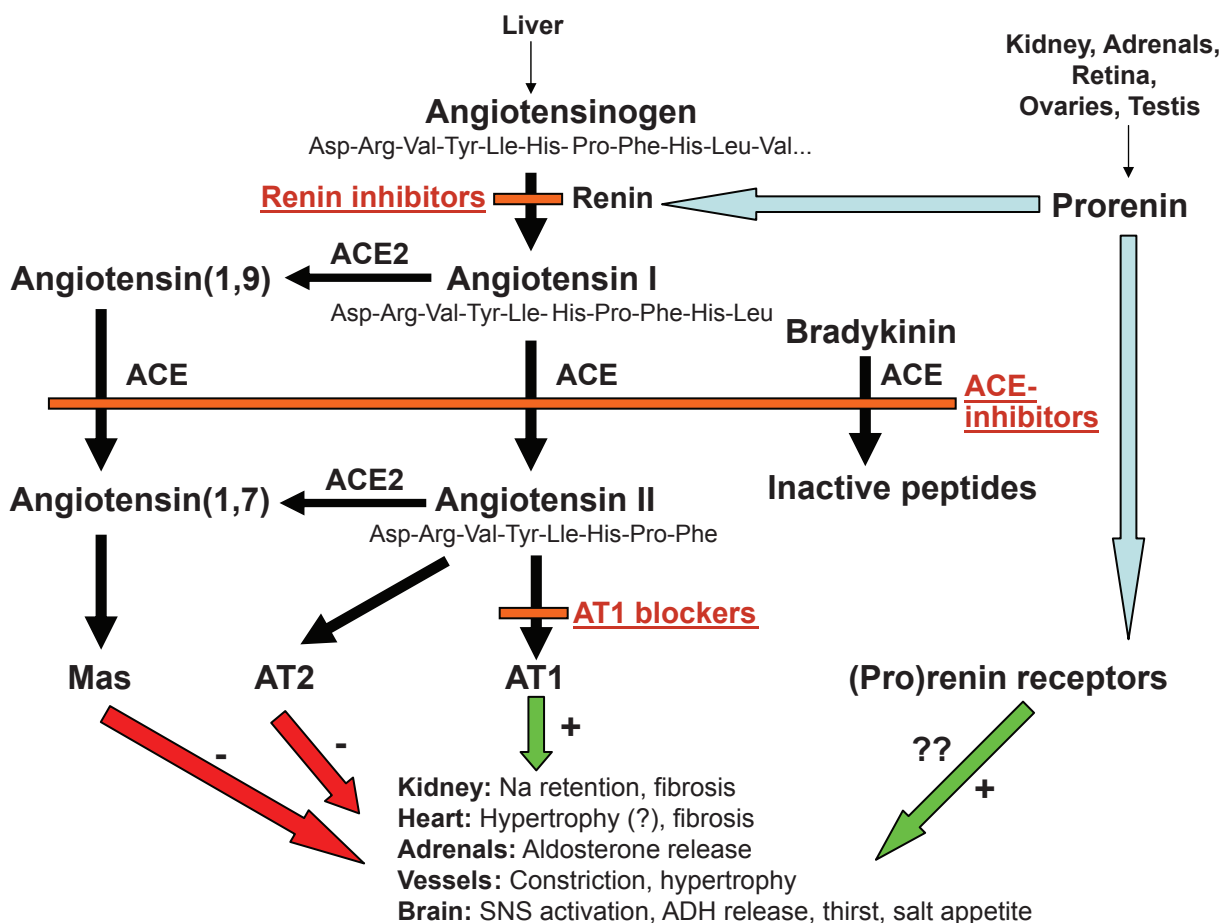 Liver
Kidney, Adrenals,
Retina,
Ovaries, Testis
Angiotensinogen
Asp-Arg-Val-Tyr-Lle-His- Pro-Phe-His-Leu-Val...
Renin inhibitors
Renin
Prorenin
Angiotensin(1,9)
ACE2
Angiotensin I
Asp-Arg-Val-Tyr-Lle- His-Pro-Phe-His-Leu
Bradykinin
ACE
ACE
ACE
ACE-
inhibitors
Angiotensin(1,7)
ACE2
Angiotensin II
Asp-Arg-Val-Tyr-Lle-His-Pro-Phe
Inactive peptides
AT1 blockers
Mas
AT2
AT1
(Pro)renin receptors
-
-
+
??
+
Kidney: Na retention, fibrosis
Heart: Hypertrophy (?), fibrosis
Adrenals: Aldosterone release
Vessels: Constriction, hypertrophy
Brain: SNS activation, ADH release, thirst, salt appetite